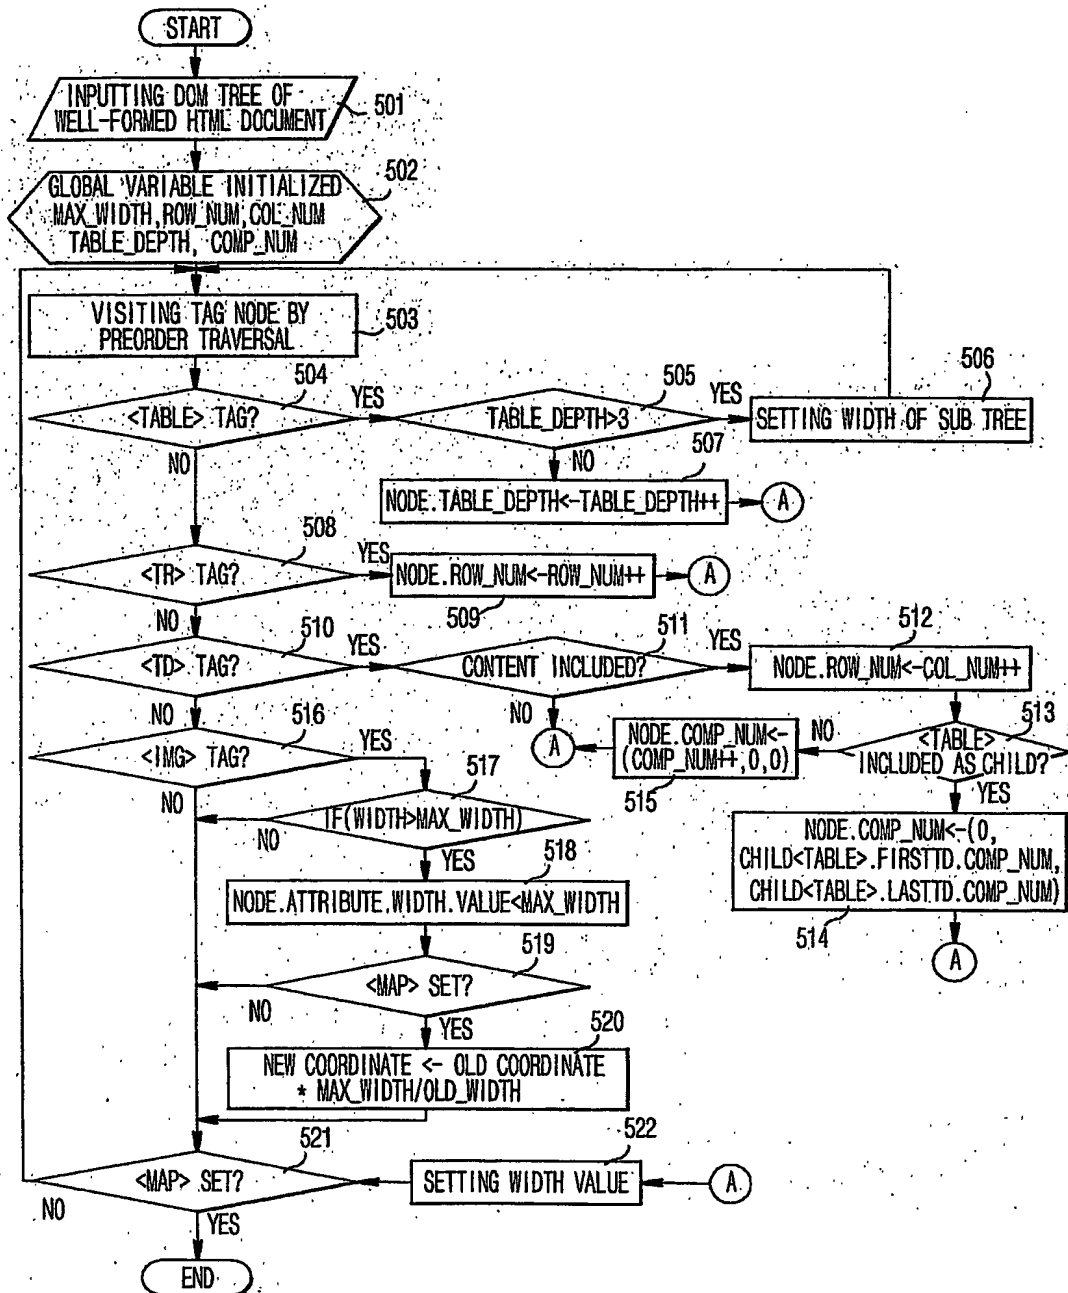 START
INPUTTING DOM TREE OF
WELL-FORMED HTML DOCUMENT
501
GLOBAL VARIABLE INITIALIZED
MAX_WIDTH,ROW_NUM,COL_NUM
TABLE_DEPTH, COMP_NUM
502
VISITING TAG NODE BY
PREORDER TRAVERSAL
503
<TABLE> TAG?
504
YES
NO
TABLE_DEPTH>3
505
YES
NO
SETTING WIDTH OF SUB TREE
506
NODE.TABLE_DEPTH<-TABLE_DEPTH++
507
A
<TR> TAG?
508
YES
NO
NODE.ROW_NUM<-ROW_NUM++
509
A
<TD> TAG?
510
YES
NO
CONTENT INCLUDED?
511
YES
NO
A
NODE.ROW_NUM<-COL_NUM++
512
<TABLE>
INCLUDED AS CHILD?
513
NO
YES
NODE.COMP_NUM<-
(COMP_NUM++,0,0)
515
NODE.COMP_NUM<-(0,
CHILD<TABLE>.FIRSTTD.COMP_NUM,
CHILD<TABLE>.LASTTD.COMP_NUM)
514
A
<IMG> TAG?
516
YES
NO
IF(WIDTH>MAX_WIDTH)
517
NO
YES
NODE.ATTRIBUTE.WIDTH.VALUE<MAX_WIDTH
518
<MAP> SET?
519
NO
YES
NEW COORDINATE <- OLD COORDINATE
* MAX_WIDTH/OLD_WIDTH
520
<MAP> SET?
521
NO
YES
SETTING WIDTH VALUE
522
A
END